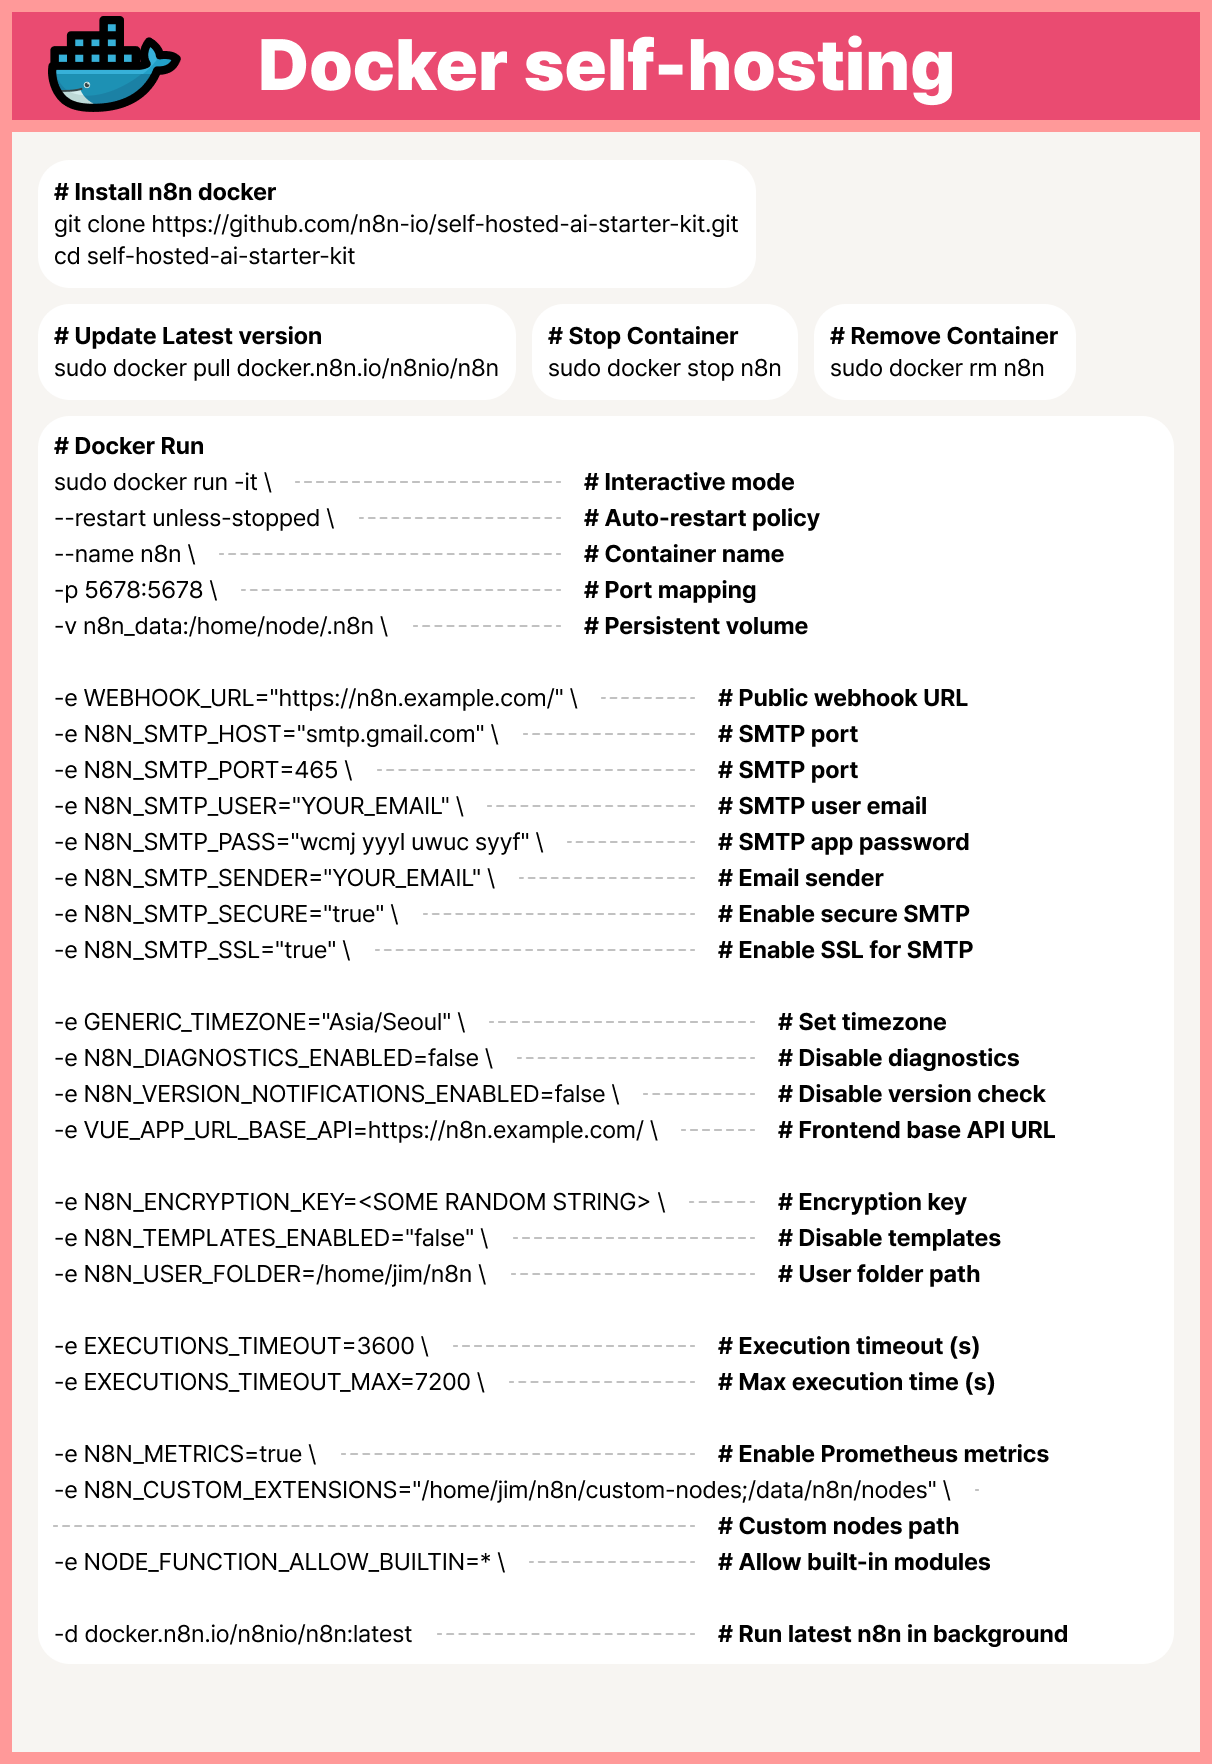 Docker self-hosting
# Install n8n docker
git clone https://github.com/n8n-io/self-hosted-ai-starter-kit.git
cd self-hosted-ai-starter-kit
# Update Latest version
sudo docker pull docker.n8n.io/n8nio/n8n
# Stop Container
sudo docker stop n8n
# Remove Container
sudo docker rm n8n
# Docker Run
sudo docker run -it \ # Interactive mode
--restart unless-stopped \ # Auto-restart policy
--name n8n \ # Container name
-p 5678:5678 \ # Port mapping
-v n8n_data:/home/node/.n8n \ # Persistent volume
-e WEBHOOK_URL="https://n8n.example.com/" \ # Public webhook URL
-e N8N_SMTP_HOST="smtp.gmail.com" \ # SMTP port
-e N8N_SMTP_PORT=465 \ # SMTP port
-e N8N_SMTP_USER="YOUR_EMAIL" \ # SMTP user email
-e N8N_SMTP_PASS="wcmj yyyl uwuc syyf" \ # SMTP app password
-e N8N_SMTP_SENDER="YOUR_EMAIL" \ # Email sender
-e N8N_SMTP_SECURE="true" \ # Enable secure SMTP
-e N8N_SMTP_SSL="true" \ # Enable SSL for SMTP
-e GENERIC_TIMEZONE="Asia/Seoul" \ # Set timezone
-e N8N_DIAGNOSTICS_ENABLED=false \ # Disable diagnostics
-e N8N_VERSION_NOTIFICATIONS_ENABLED=false \ # Disable version check
-e VUE_APP_URL_BASE_API=https://n8n.example.com/ \ # Frontend base API URL
-e N8N_ENCRYPTION_KEY=<SOME RANDOM STRING> \ # Encryption key
-e N8N_TEMPLATES_ENABLED="false" \ # Disable templates
-e N8N_USER_FOLDER=/home/jim/n8n \ # User folder path
-e EXECUTIONS_TIMEOUT=3600 \ # Execution timeout (s)
-e EXECUTIONS_TIMEOUT_MAX=7200 \ # Max execution time (s)
-e N8N_METRICS=true \ # Enable Prometheus metrics
-e N8N_CUSTOM_EXTENSIONS="/home/jim/n8n/custom-nodes;/data/n8n/nodes" \
# Custom nodes path
-e NODE_FUNCTION_ALLOW_BUILTIN=* \ # Allow built-in modules
-d docker.n8n.io/n8nio/n8n:latest # Run latest n8n in background